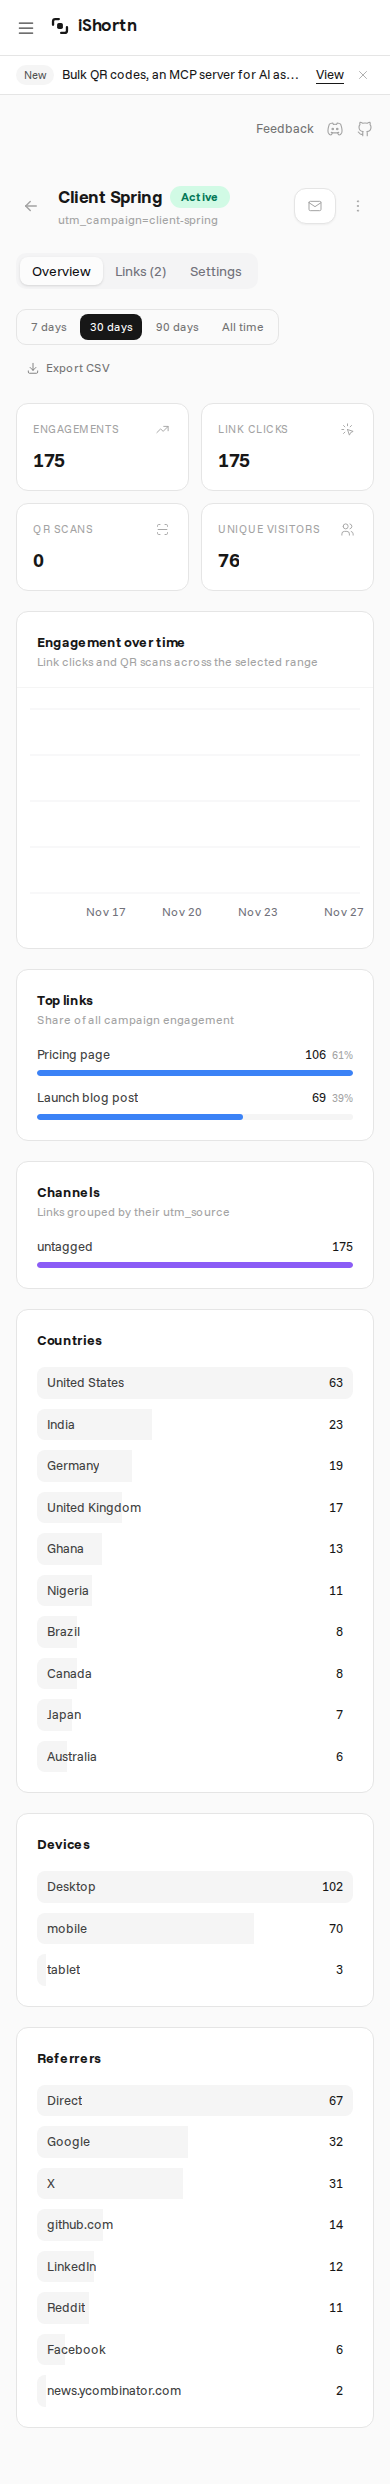 iShortn
New Bulk QR codes, an MCP server for AI as... View
Feedback
Client Spring Active
utm_campaign=client-spring
Overview Links (2) Settings
7 days 30 days 90 days All time
Export CSV
ENGAGEMENTS
175
LINK CLICKS
175
QR SCANS
0
UNIQUE VISITORS
76
Engagement over time
Link clicks and QR scans across the selected range
Nov 17 Nov 20 Nov 23 Nov 27
Top links
Share of all campaign engagement
Pricing page 106 61%
Launch blog post 69 39%
Channels
Links grouped by their utm_source
untagged 175
Countries
United States 63
India 23
Germany 19
United Kingdom 17
Ghana 13
Nigeria 11
Brazil 8
Canada 8
Japan 7
Australia 6
Devices
Desktop 102
mobile 70
tablet 3
Referrers
Direct 67
Google 32
X 31
github.com 14
LinkedIn 12
Reddit 11
Facebook 6
news.ycombinator.com 2